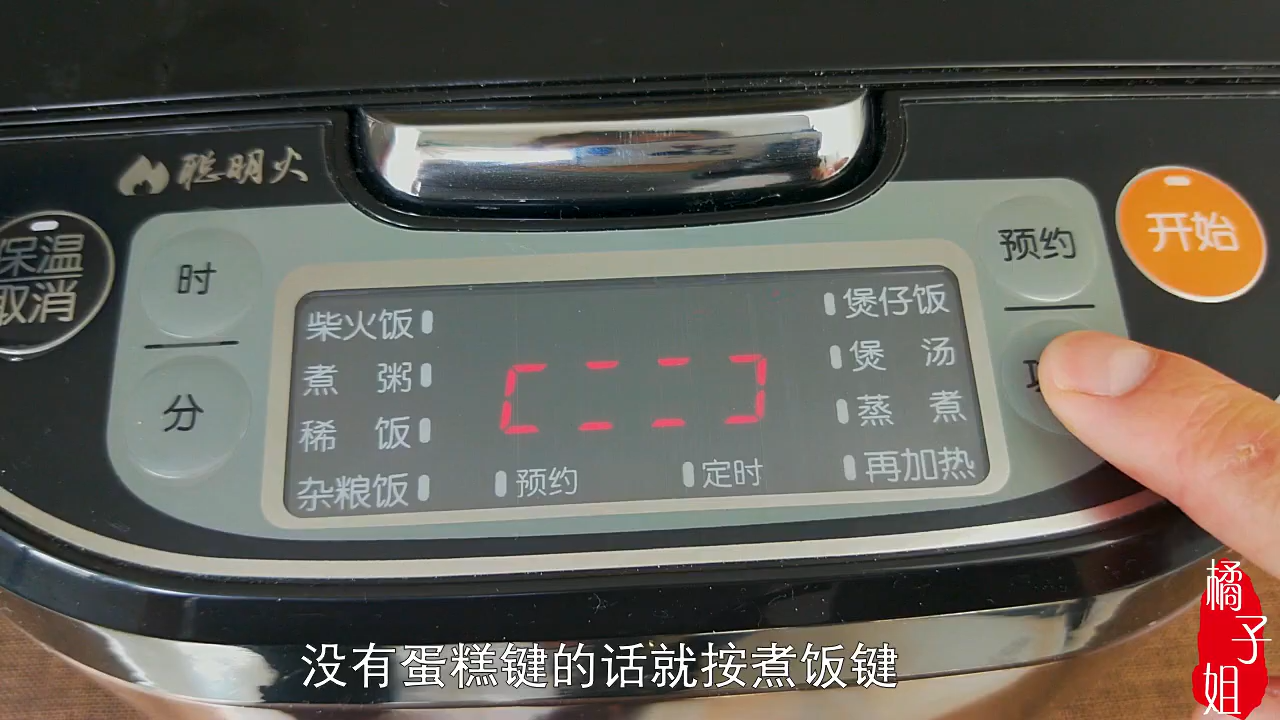 聪明火
保温
取消
时
分
柴火饭
煮粥
稀饭
杂粮饭
预约
定时
煲仔饭
煲汤
蒸煮
再加热
预约
开始
没有蛋糕键的话就按煮饭键
橘子姐